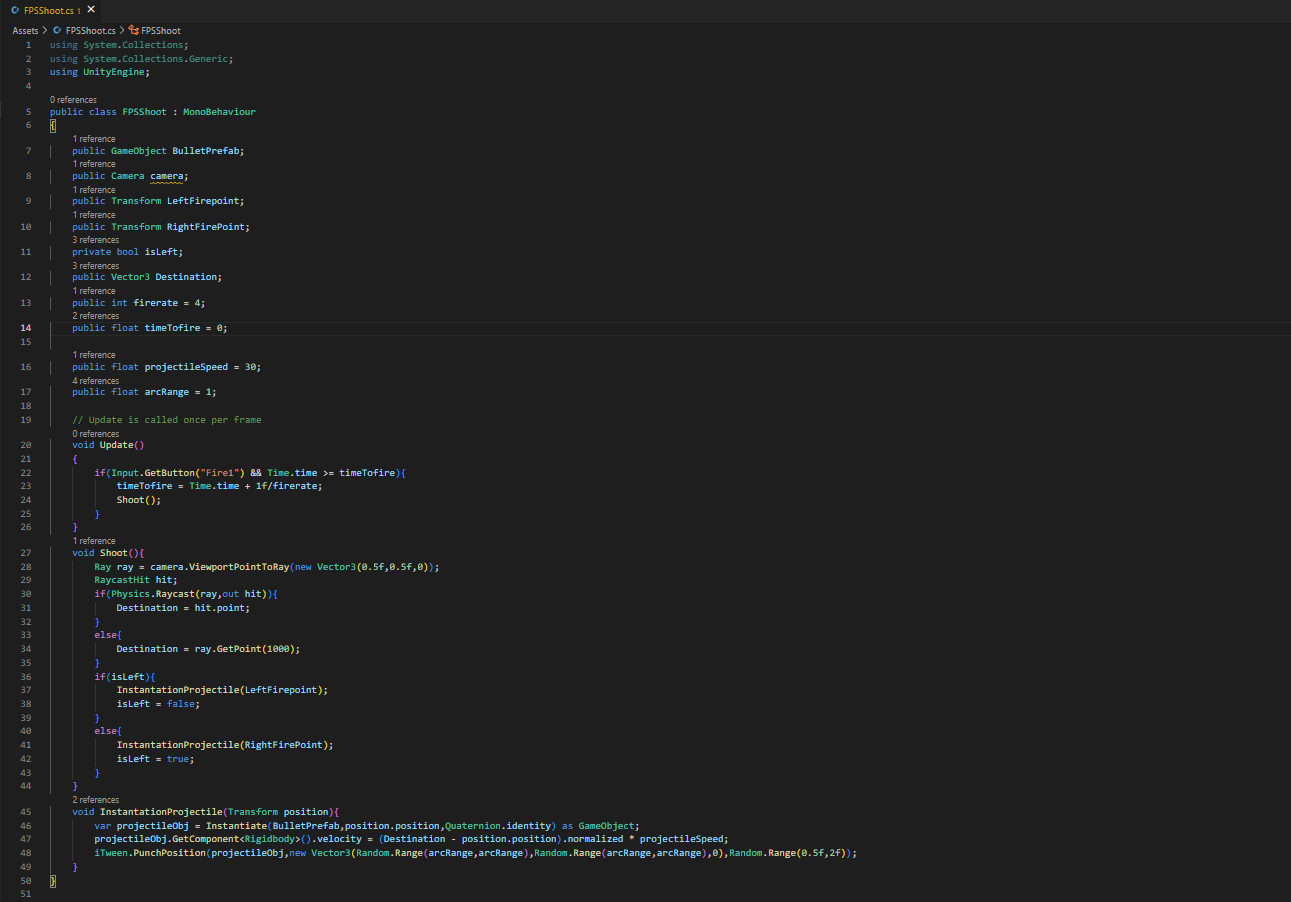 FPSShoot.cs 1
Assets > FPSShoot.cs > FPSShoot
1 using System.Collections;
2 using System.Collections.Generic;
3 using UnityEngine;
4
0 references
5 public class FPSShoot : MonoBehaviour
6 {
1 reference
7 public GameObject BulletPrefab;
1 reference
8 public Camera camera;
1 reference
9 public Transform LeftFirepoint;
1 reference
10 public Transform RightFirePoint;
3 references
11 private bool isLeft;
3 references
12 public Vector3 Destination;
1 reference
13 public int firerate = 4;
2 references
14 public float timeTofire = 0;
15
1 reference
16 public float projectileSpeed = 30;
4 references
17 public float arcRange = 1;
18
19 // Update is called once per frame
0 references
20 void Update()
21 {
22 if(Input.GetButton("Fire1") && Time.time >= timeTofire){
23 timeTofire = Time.time + 1f/firerate;
24 Shoot();
25 }
26 }
1 reference
27 void Shoot(){
28 Ray ray = camera.ViewportPointToRay(new Vector3(0.5f,0.5f,0));
29 RaycastHit hit;
30 if(Physics.Raycast(ray,out hit)){
31 Destination = hit.point;
32 }
33 else{
34 Destination = ray.GetPoint(1000);
35 }
36 if(isLeft){
37 InstantationProjectile(LeftFirepoint);
38 isLeft = false;
39 }
40 else{
41 InstantationProjectile(RightFirePoint);
42 isLeft = true;
43 }
44 }
2 references
45 void InstantationProjectile(Transform position){
46 var projectileObj = Instantiate(BulletPrefab,position.position,Quaternion.identity) as GameObject;
47 projectileObj.GetComponent<Rigidbody>().velocity = (Destination - position.position).normalized * projectileSpeed;
48 iTween.PunchPosition(projectileObj,new Vector3(Random.Range(arcRange,arcRange),Random.Range(arcRange,arcRange),0),Random.Range(0.5f,2f));
49 }
50 }
51